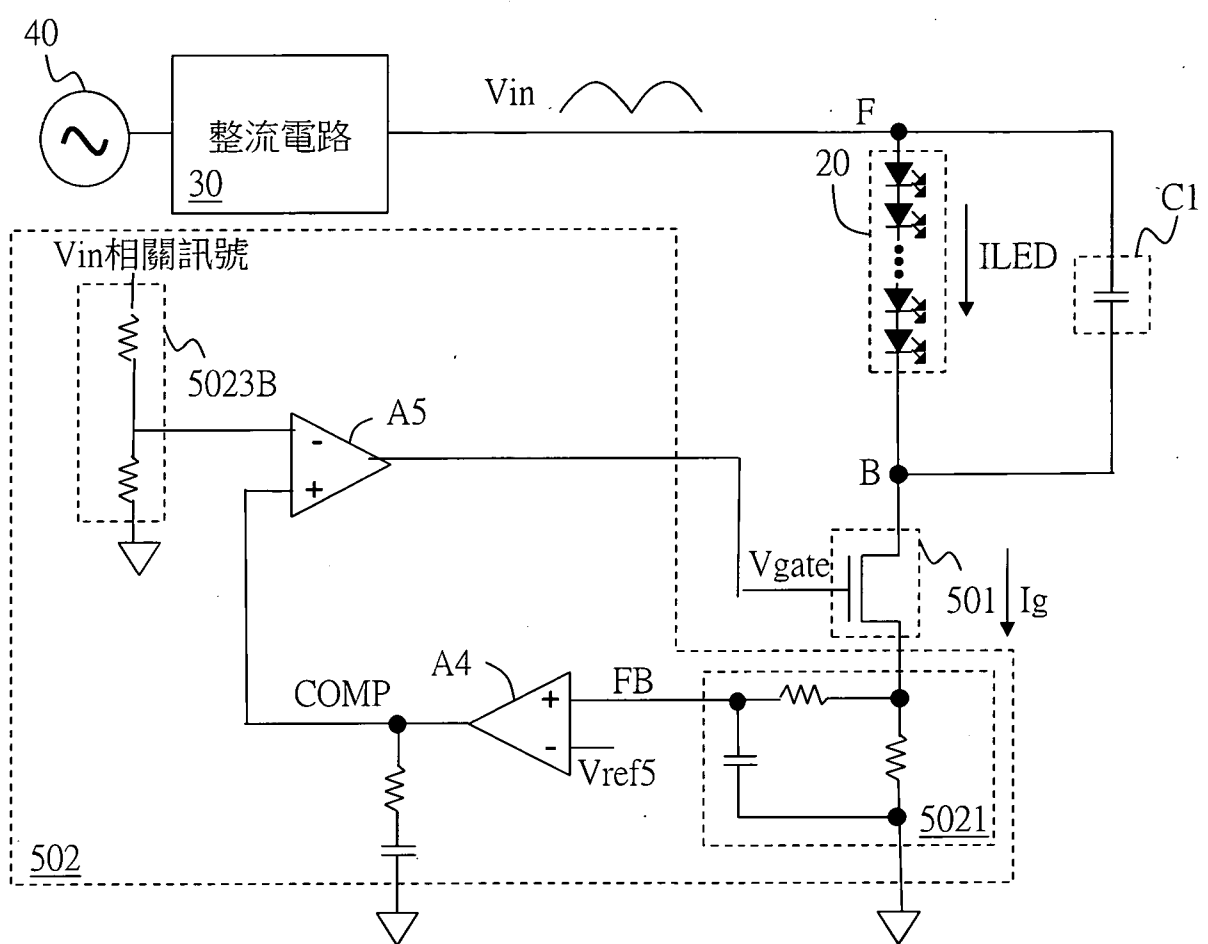 40
整流電路
30
Vin
F
20
C1
ILED
Vin相關訊號
5023B
A5
-
+
B
Vgate
501
Ig
A4
COMP
FB
+
-
Vref5
5021
502